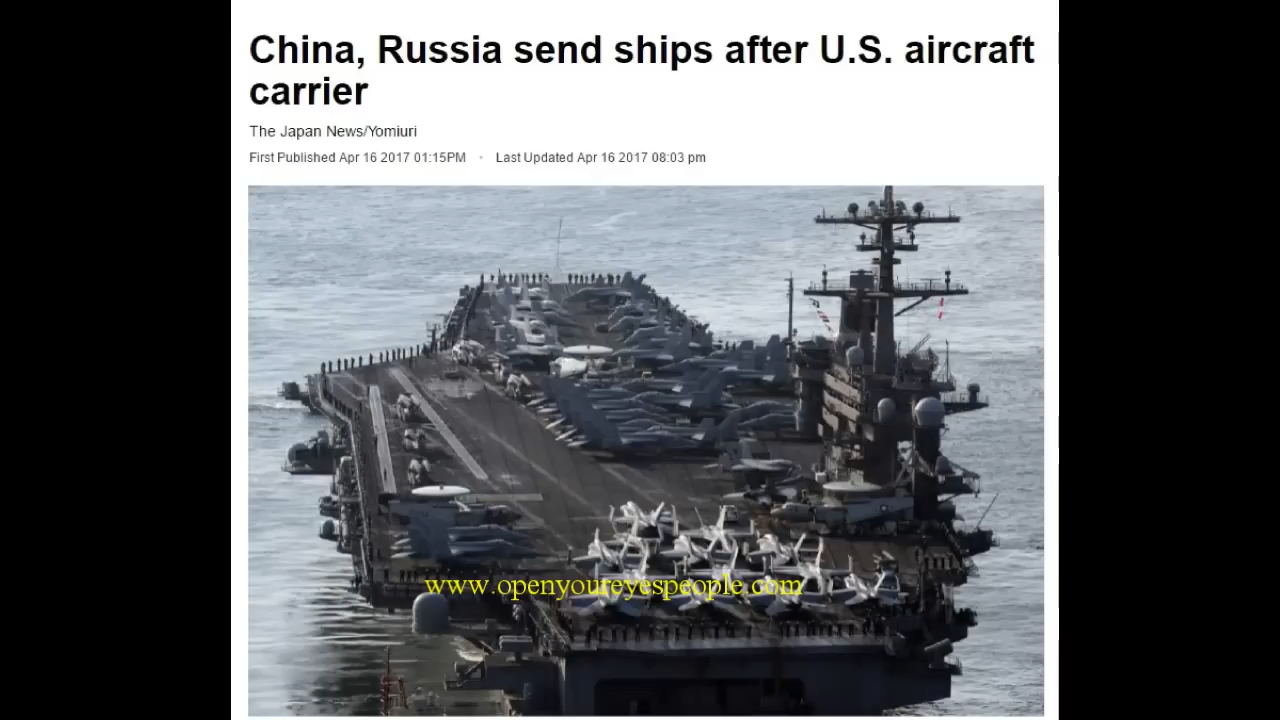 China, Russia send ships after U.S. aircraft
carrier
The Japan News/Yomiuri
First Published Apr 16 2017 01:15PM • Last Updated Apr 16 2017 08:03 pm
www.openyoureyespeople.com